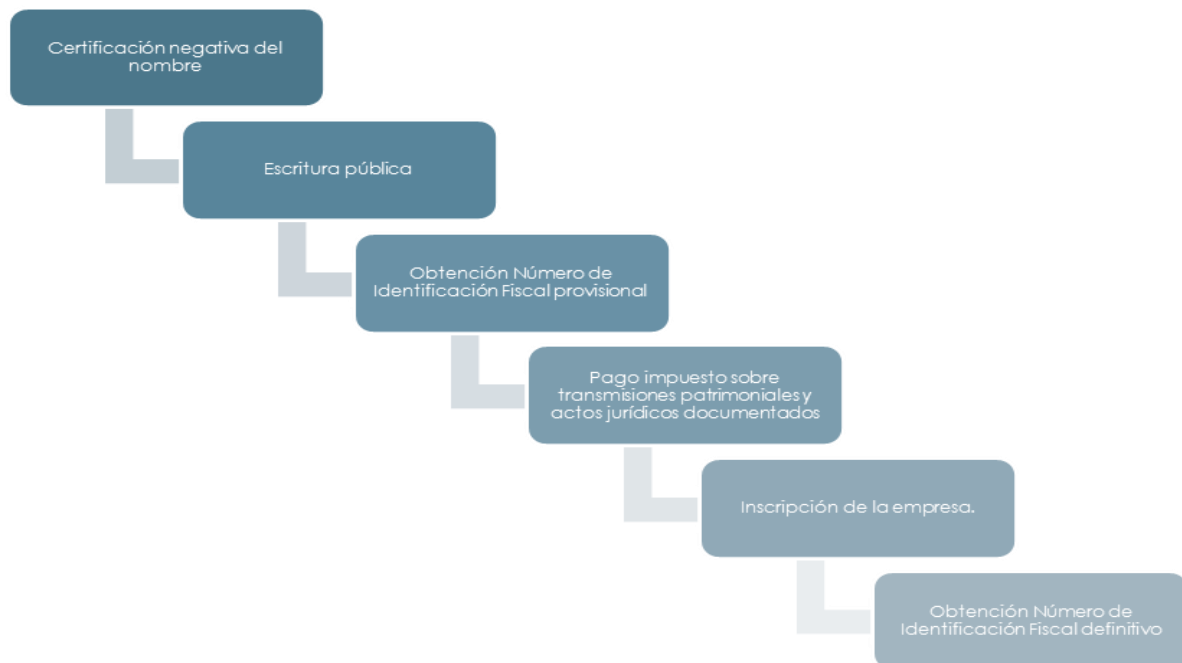 Certificación negativa del
nombre
Escritura pública
Obtención Número de
Identificación Fiscal provisional
Pago impuesto sobre
transmisiones patrimoniales y
actos jurídicos documentados
Inscripción de la empresa.
Obtención Número de
Identificación Fiscal definitivo